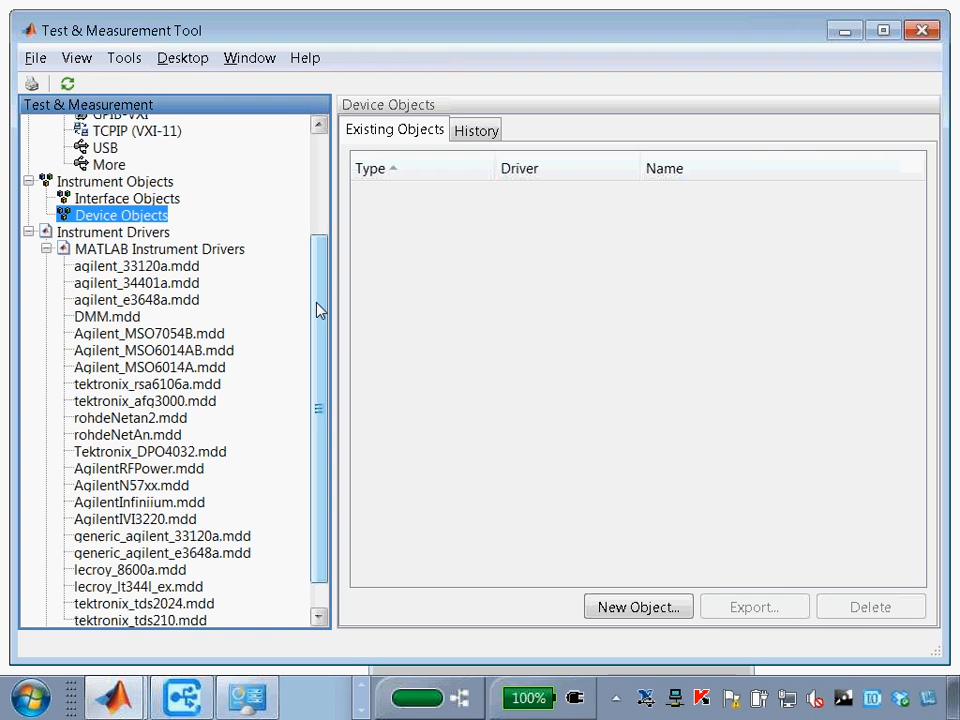 Test & Measurement Tool
File View Tools Desktop Window Help
Test & Measurement
GPIB-VXI
TCPIP (VXI-11)
USB
More
Instrument Objects
Interface Objects
Device Objects
Instrument Drivers
MATLAB Instrument Drivers
agilent_33120a.mdd
agilent_34401a.mdd
agilent_e3648a.mdd
DMM.mdd
Agilent_MSO7054B.mdd
Agilent_MSO6014AB.mdd
Agilent_MSO6014A.mdd
tektronix_rsa6106a.mdd
tektronix_afg3000.mdd
rohdeNetan2.mdd
rohdeNetAn.mdd
Tektronix_DPO4032.mdd
AgilentRFPower.mdd
AgilentN57xx.mdd
AgilentInfiniium.mdd
AgilentIVI3220.mdd
generic_agilent_33120a.mdd
generic_agilent_e3648a.mdd
lecroy_8600a.mdd
lecroy_lt344l_ex.mdd
tektronix_tds2024.mdd
tektronix_tds210.mdd
Device Objects
Existing Objects History
Type Driver Name
New Object... Export... Delete
100%